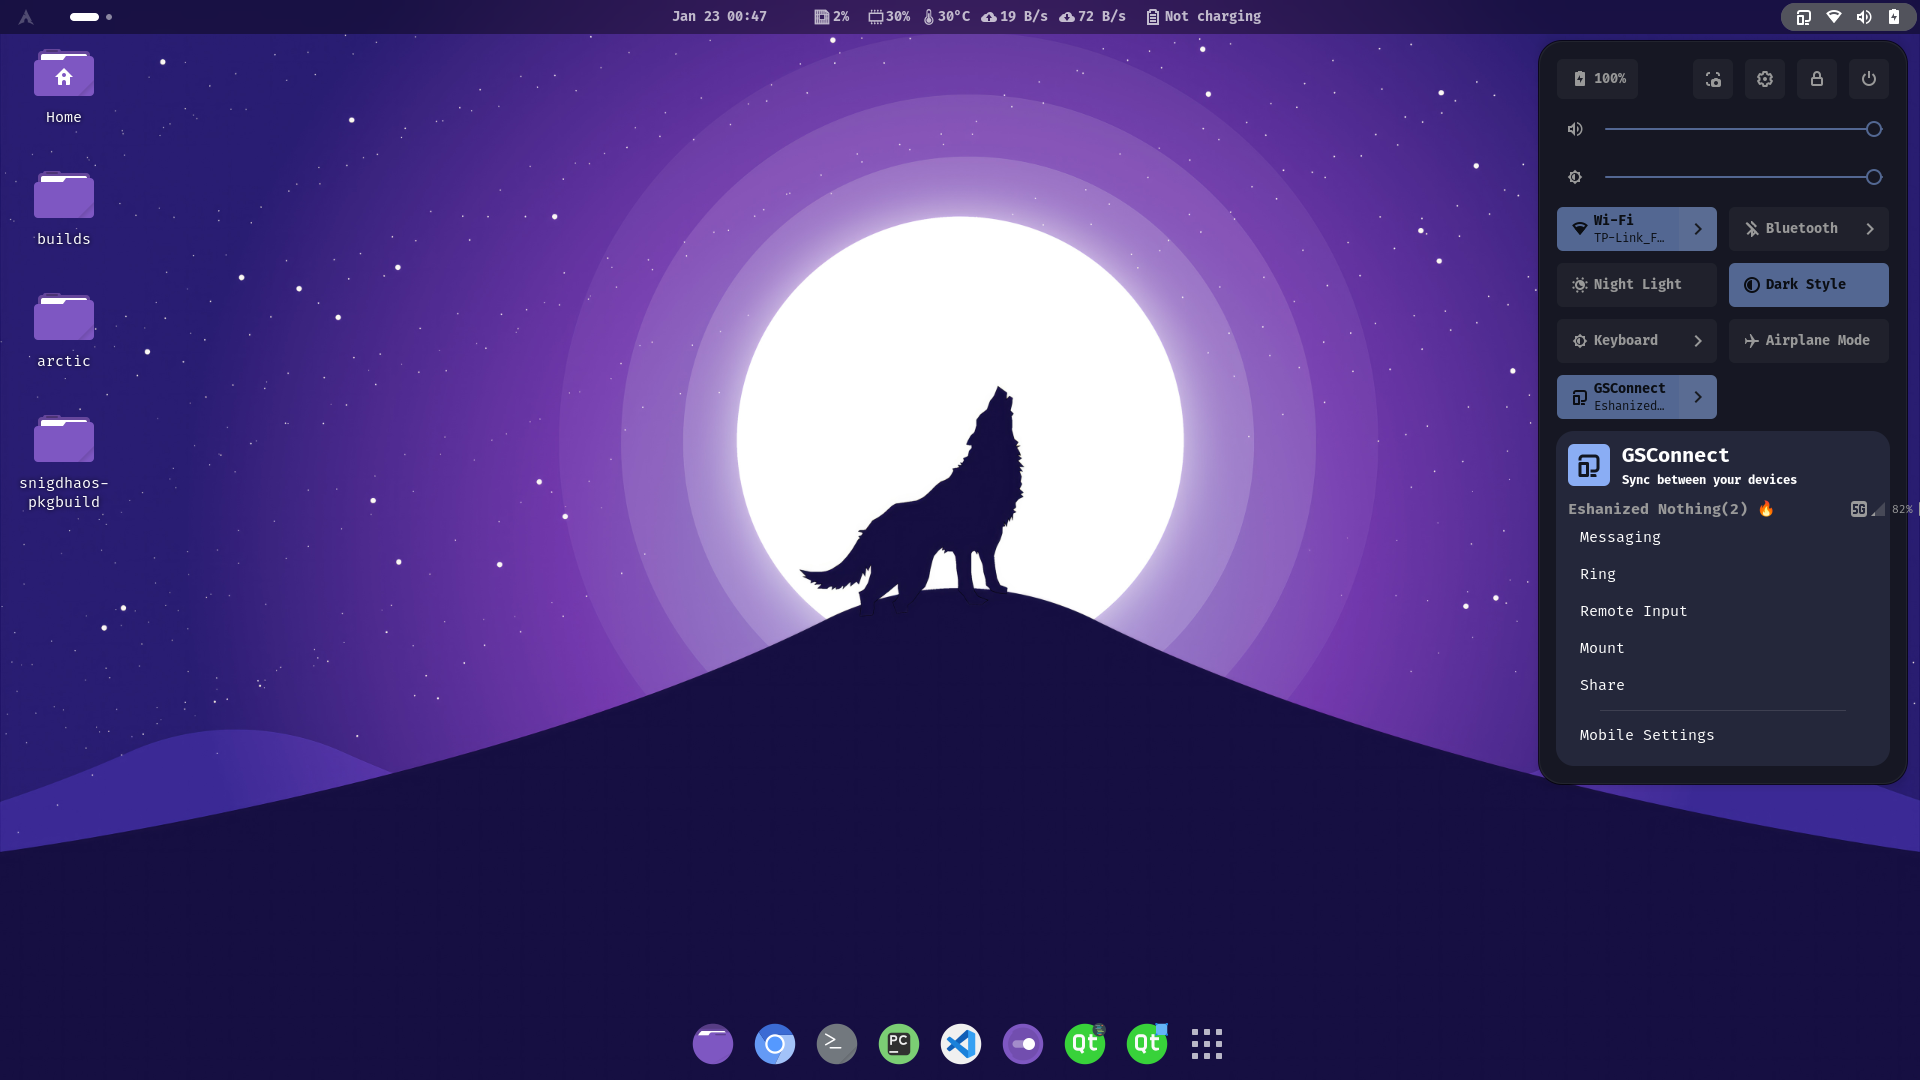 Jan 23 00:47 2% 30% 30°C 19 B/s 72 B/s Not charging
Home
builds
arctic
snigdhaos-
pkgbuild
100%
Wi-Fi
TP-Link_F…
Bluetooth
Night Light
Dark Style
Keyboard
Airplane Mode
GSConnect
Eshanized…
GSConnect
Sync between your devices
Eshanized Nothing(2) 🔥 5G 82%
Messaging
Ring
Remote Input
Mount
Share
Mobile Settings
PC
Qt
Qt